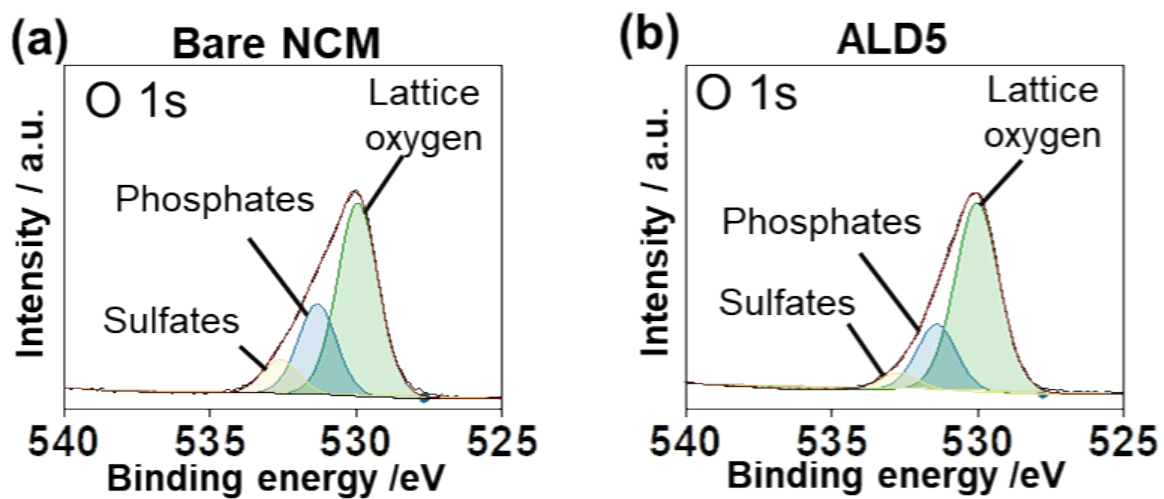 (a)
Bare NCM
O 1s
Lattice
oxygen
Phosphates
Sulfates
Intensity / a.u.
540 535 530 525
Binding energy /eV
(b)
ALD5
O 1s
Lattice
oxygen
Phosphates
Sulfates
Intensity / a.u.
540 535 530 525
Binding energy /eV